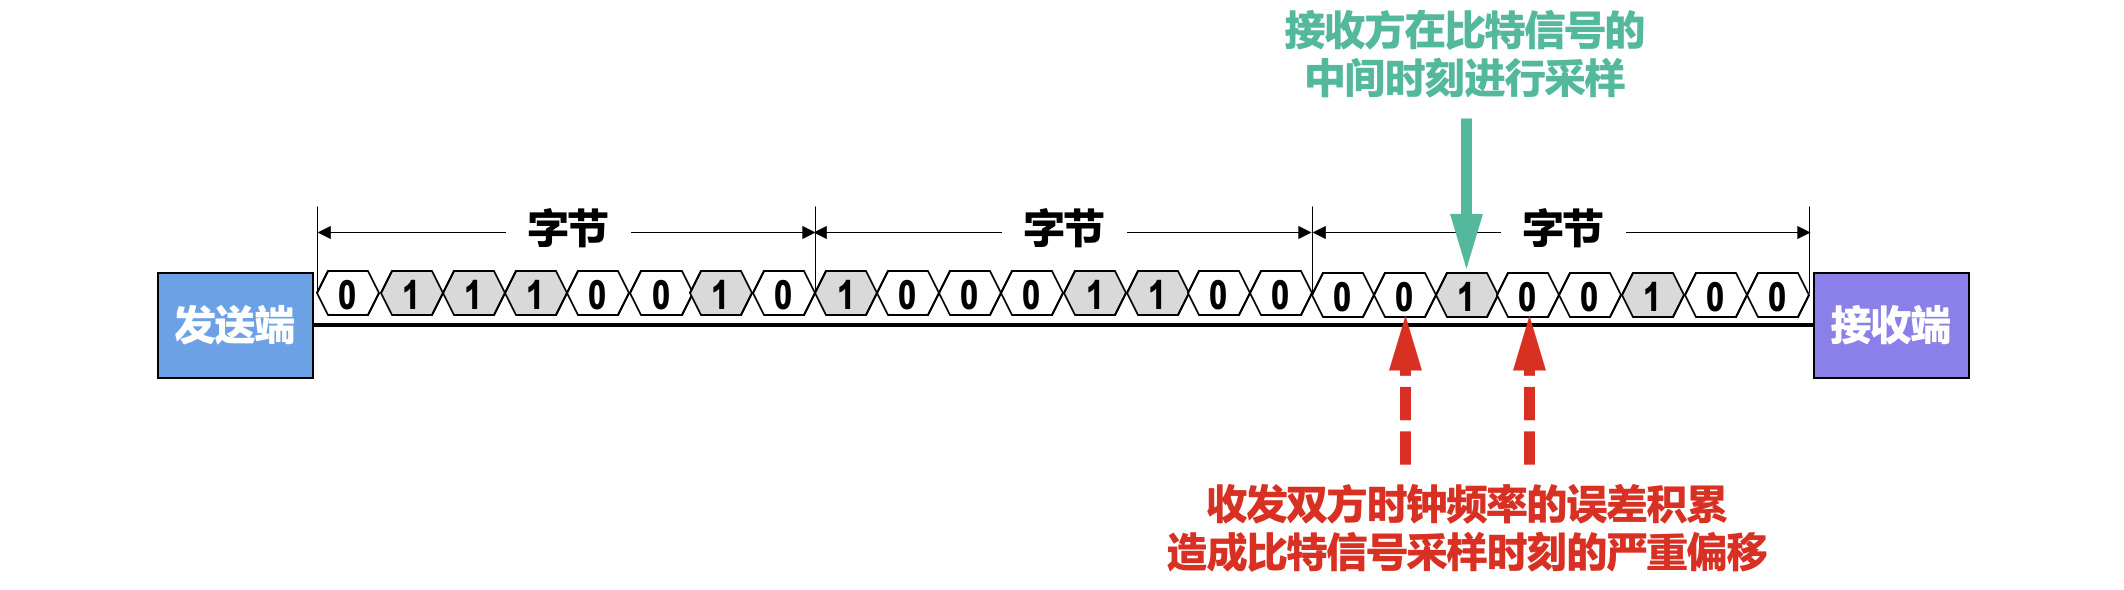 接收方在比特信号的
中间时刻进行采样
字节 字节 字节
0 1 1 1 0 0 1 0 1 0 0 0 1 1 0 0 0 0 1 0 0 1 0 0
发送端 接收端
收发双方时钟频率的误差积累
造成比特信号采样时刻的严重偏移